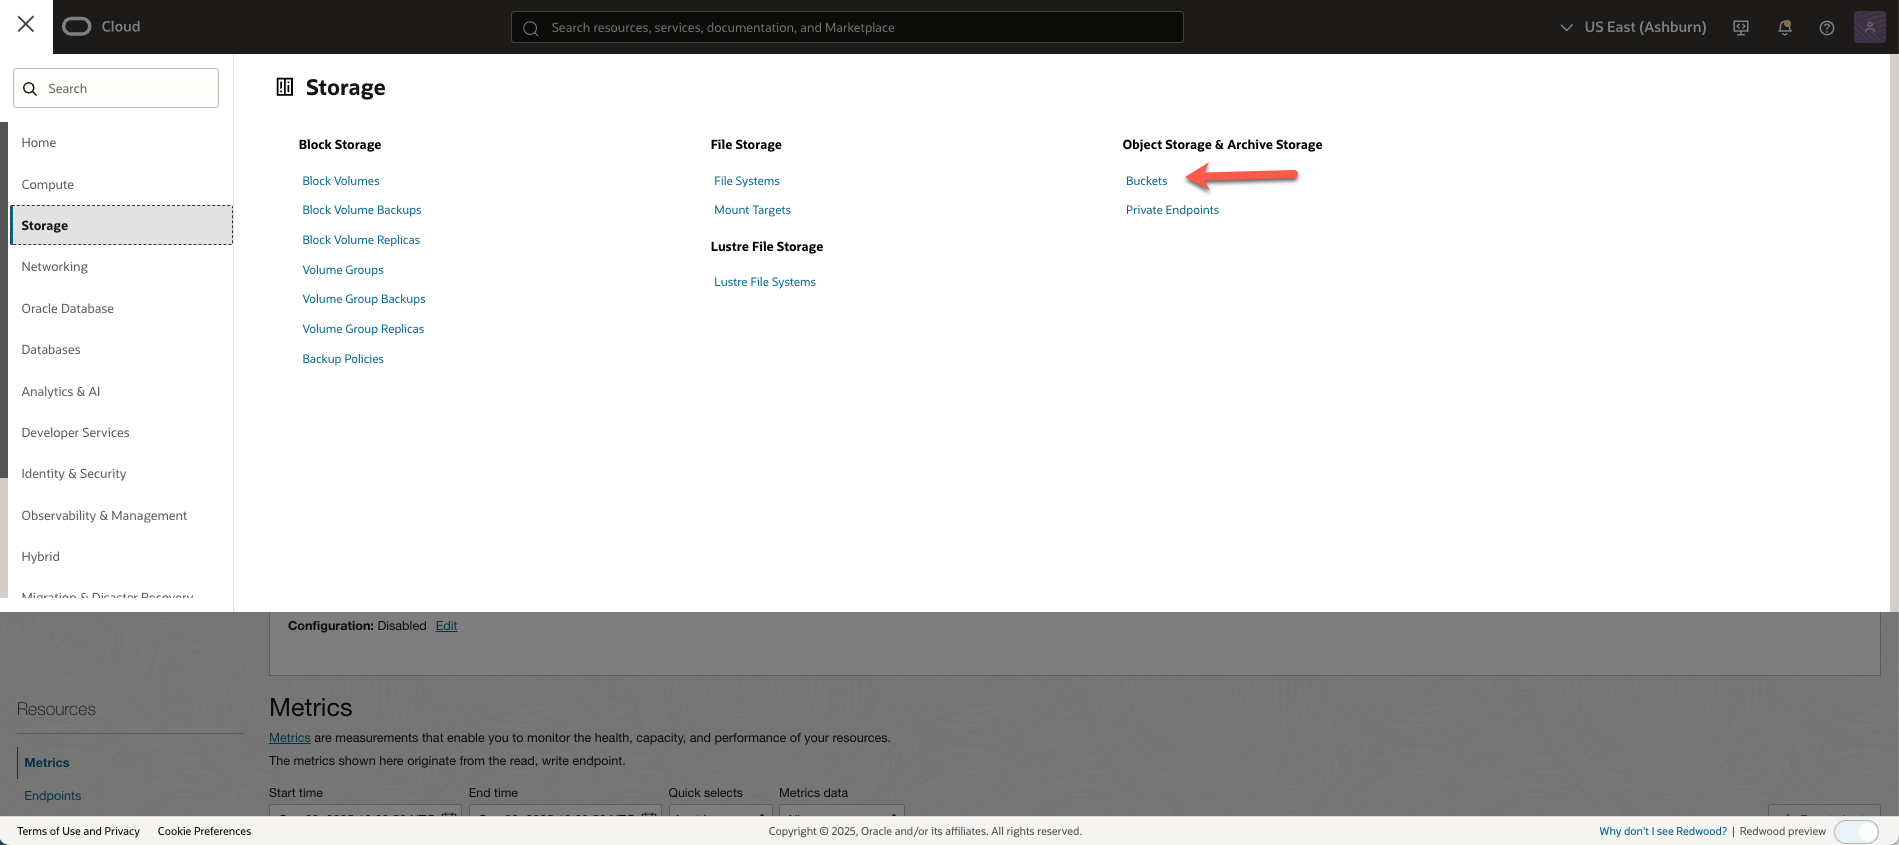 Cloud
Search resources, services, documentation, and Marketplace
US East (Ashburn)
Search
Home
Compute
Storage
Networking
Oracle Database
Databases
Analytics & AI
Developer Services
Identity & Security
Observability & Management
Hybrid
Migration & Disaster Recovery
Storage
Block Storage
Block Volumes
Block Volume Backups
Block Volume Replicas
Volume Groups
Volume Group Backups
Volume Group Replicas
Backup Policies
File Storage
File Systems
Mount Targets
Lustre File Storage
Lustre File Systems
Object Storage & Archive Storage
Buckets
Private Endpoints
Configuration: Disabled Edit
Resources
Metrics
Endpoints
Metrics
Metrics are measurements that enable you to monitor the health, capacity, and performance of your resources.
The metrics shown here originate from the read, write endpoint.
Start time
End time
Quick selects
Metrics data
Terms of Use and Privacy
Cookie Preferences
Copyright © 2025, Oracle and/or its affiliates. All rights reserved.
Why don't I see Redwood? | Redwood preview